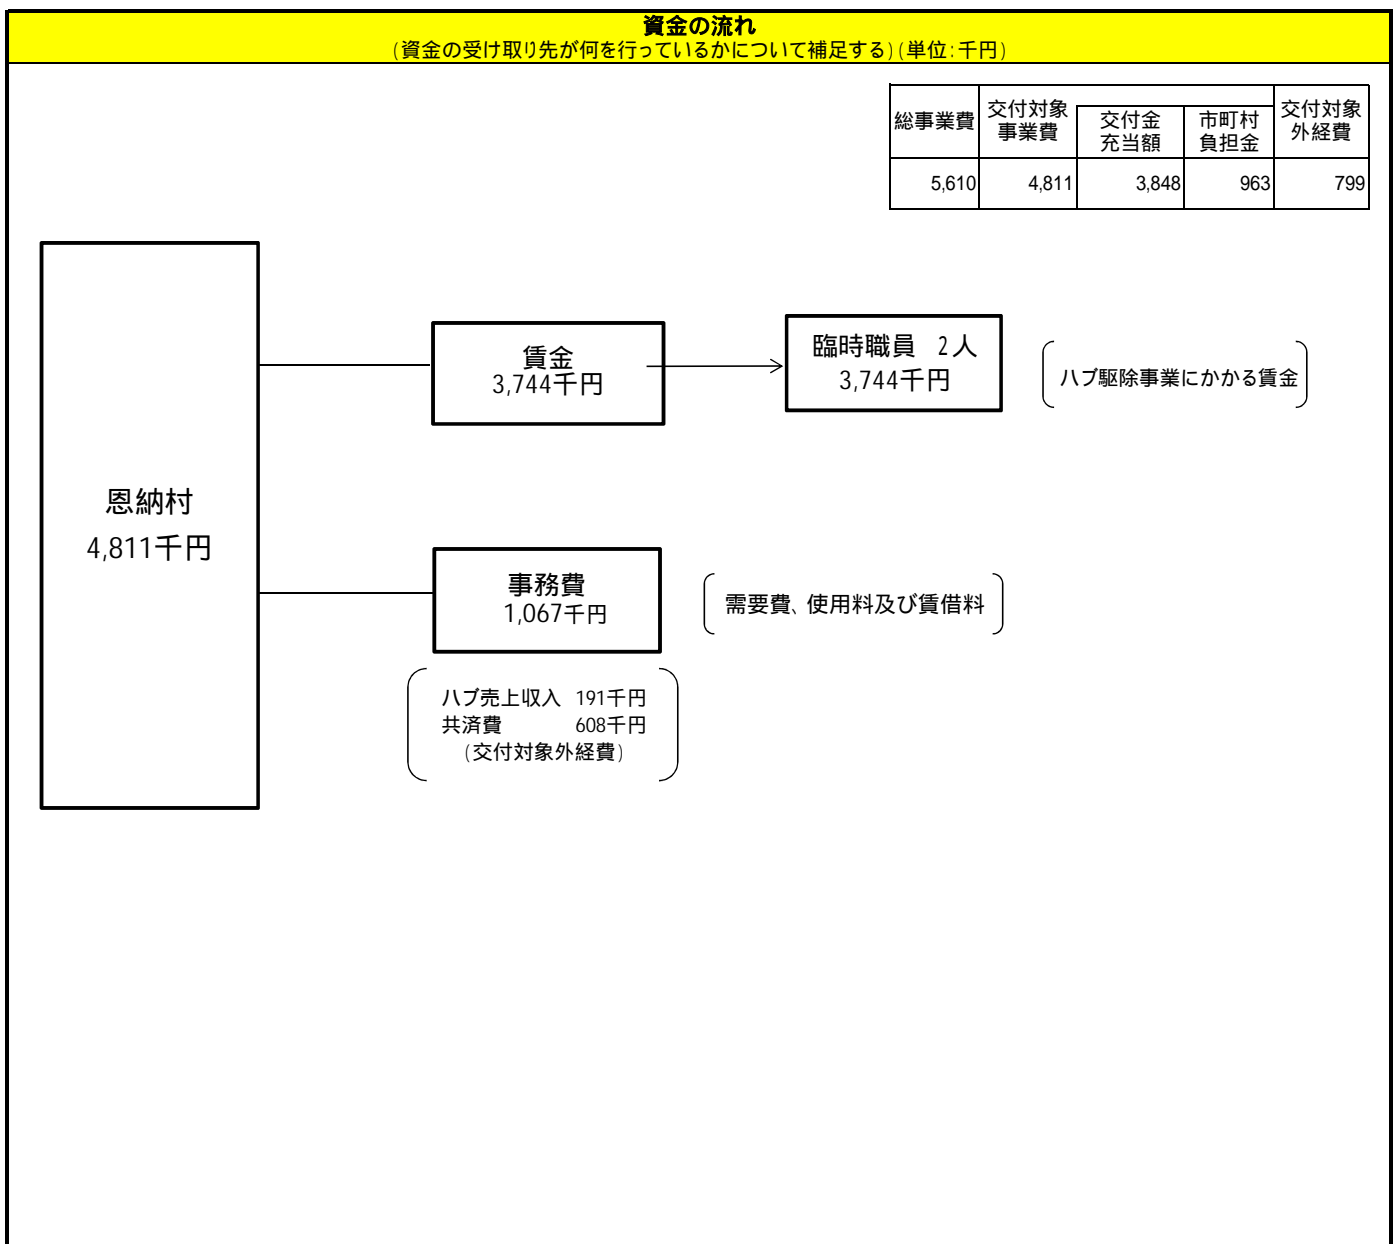 資金の流れ
(資金の受け取り先が何を行っているかについて補足する)(単位:千円)
総事業費 交付対象事業費 交付金充当額 市町村負担金 交付対象外経費
5,610 4,811 3,848 963 799
恩納村
4,811千円
賃金
3,744千円
臨時職員 2人
3,744千円
ハブ駆除事業にかかる賃金
事務費
1,067千円
需要費、使用料及び賃借料
ハブ売上収入 191千円
共済費 608千円
(交付対象外経費)